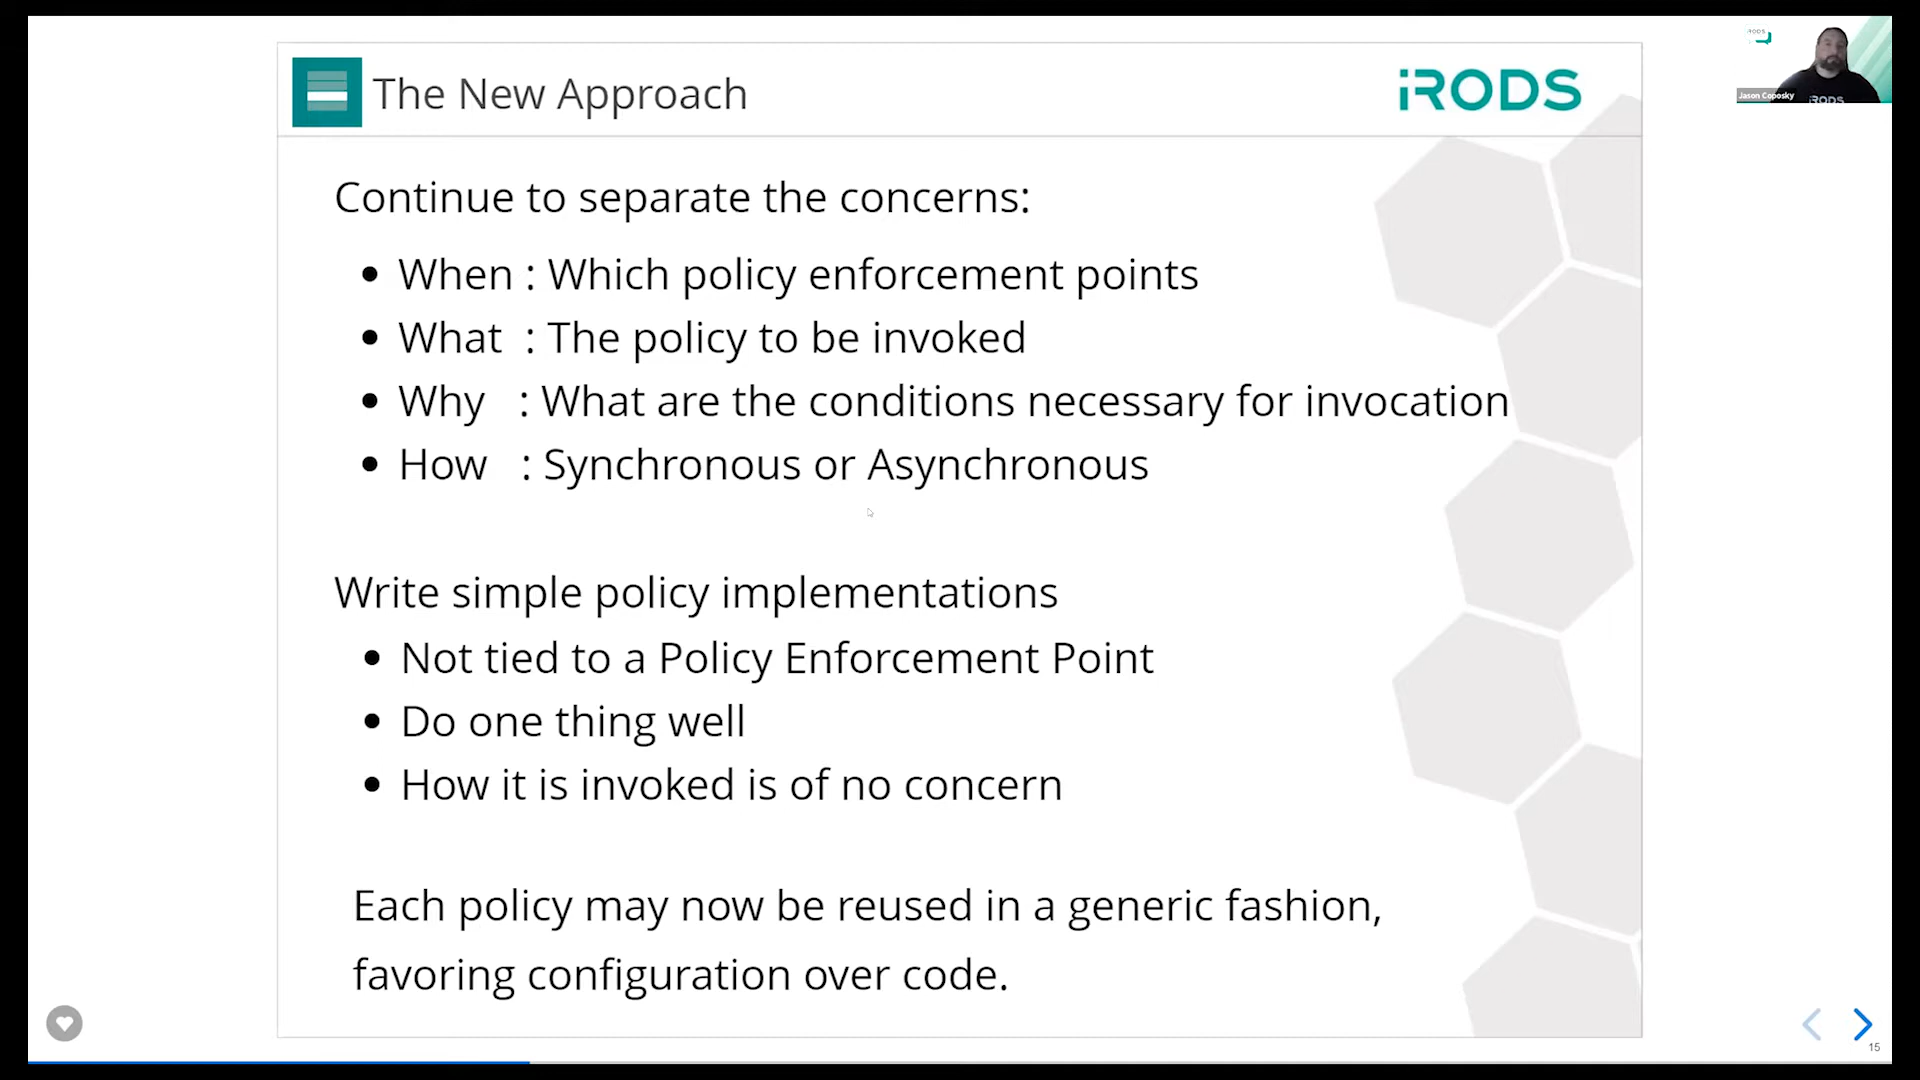 The New Approach
iRODS
iRODS
Jason Coposky
iRODS
Continue to separate the concerns:
• When : Which policy enforcement points
• What : The policy to be invoked
• Why : What are the conditions necessary for invocation
• How : Synchronous or Asynchronous
Write simple policy implementations
• Not tied to a Policy Enforcement Point
• Do one thing well
• How it is invoked is of no concern
Each policy may now be reused in a generic fashion,
favoring configuration over code.
15